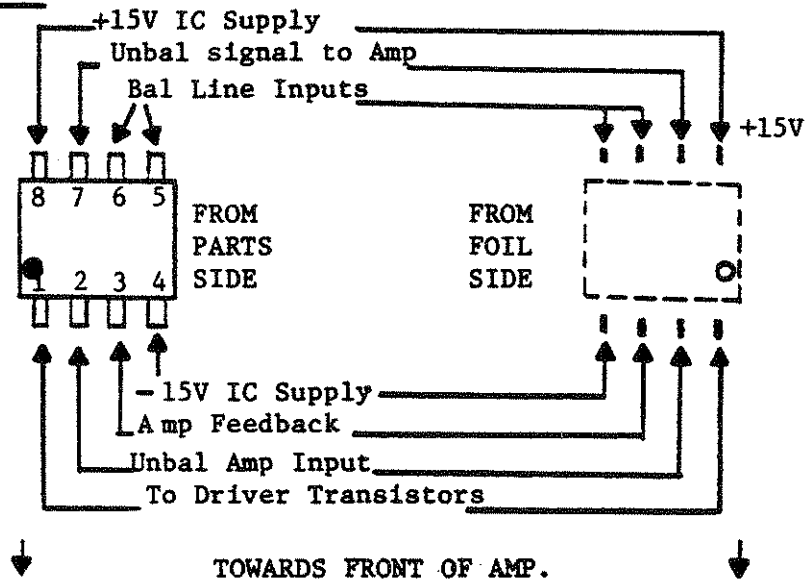 +15V IC Supply
Unbal signal to Amp
Bal Line Inputs
+15V
8 7 6 5
FROM
PARTS
SIDE
FROM
FOIL
SIDE
1 2 3 4
-15V IC Supply
Amp Feedback
Unbal Amp Input
To Driver Transistors
TOWARDS FRONT OF AMP.